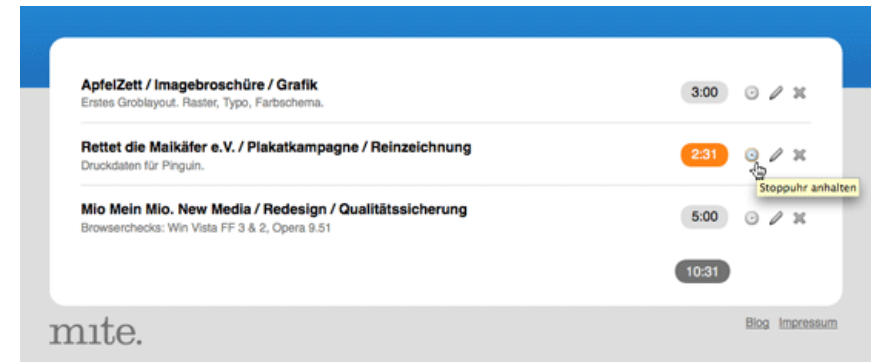 ApfelZett / Imagebroschüre / Grafik
3:00
Erstes Groblayout. Raster, Typo, Farbschema.
Rettet die Maikäfer e.V. / Plakatkampagne / Reinzeichnung
2:31
Druckdaten für Pinguin.
Stoppuhr anhalten
Mio Mein Mio. New Media / Redesign / Qualitätssicherung
5:00
Browserchecks: Win Vista FF 3 & 2, Opera 9.51
10:31
mite.
Blog Impressum